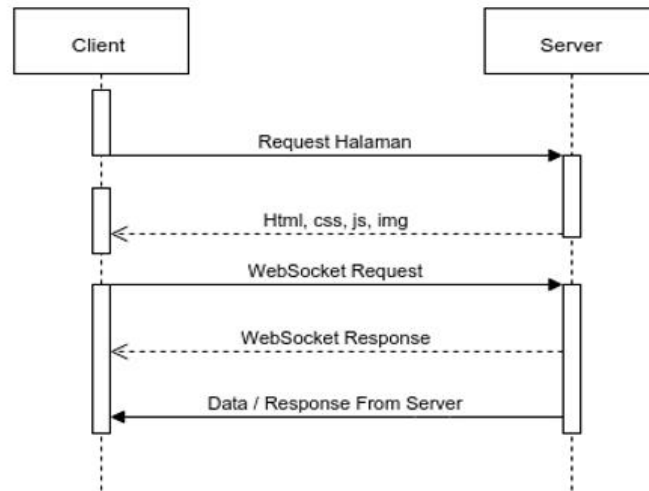 Client
Server
Request Halaman
Html, css, js, img
WebSocket Request
WebSocket Response
Data / Response From Server